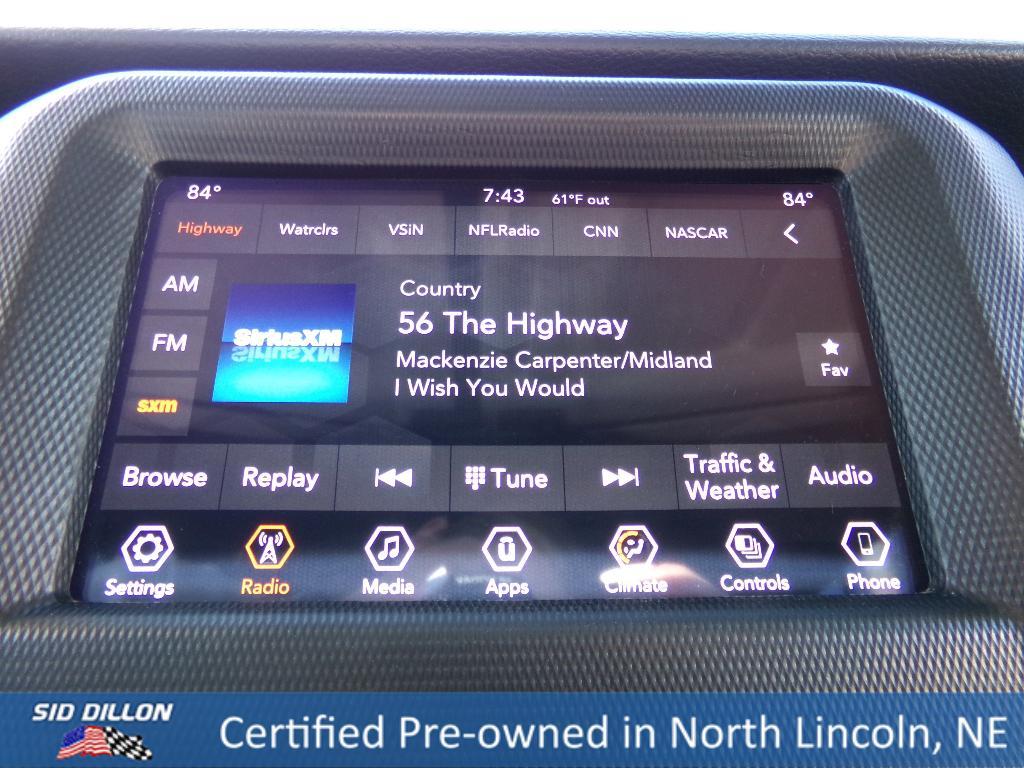 84° 7:43 61°F out 84°
Highway Watrclrs VSiN NFLRadio CNN NASCAR
AM
FM
sxm
SiriusXM
Country
56 The Highway
Mackenzie Carpenter/Midland
I Wish You Would
Fav
Browse Replay Tune Traffic & Weather Audio
Settings Radio Media Apps Climate Controls Phone
SID DILLON
Certified Pre-owned in North Lincoln, NE